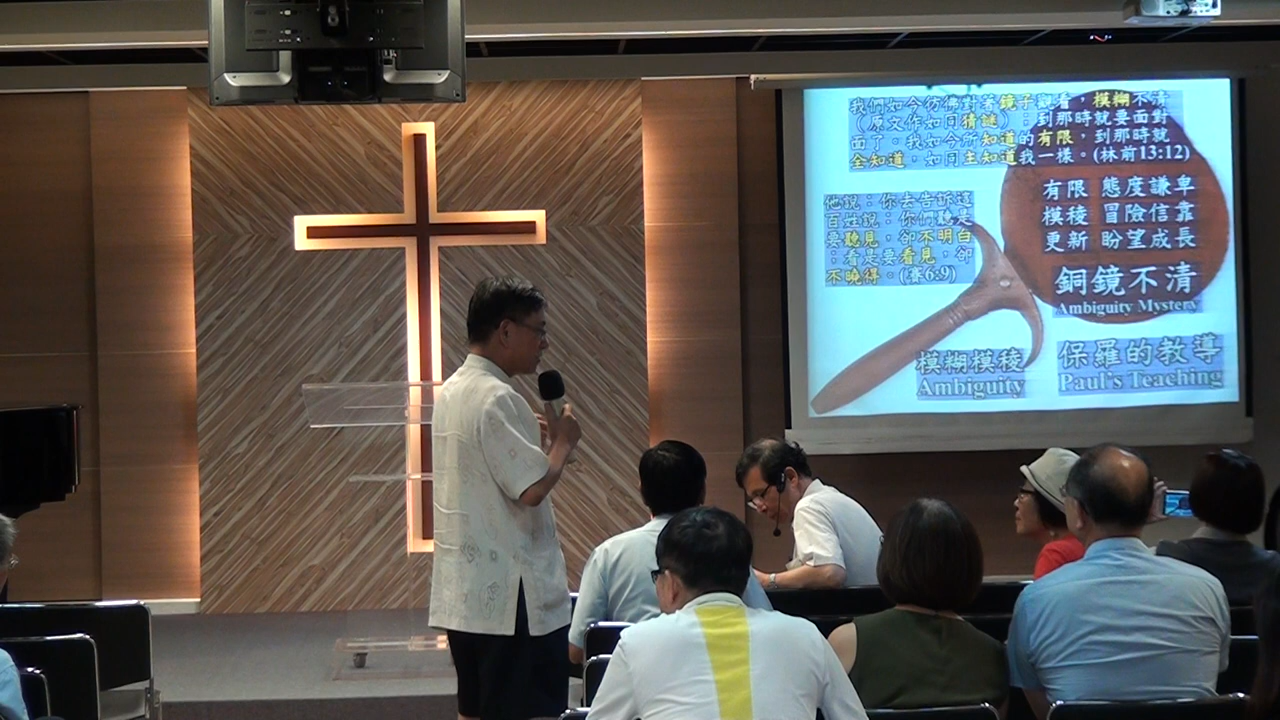 我們如今彷彿對著鏡子觀看，模糊不清
（原文作如同猜謎）；到那時就要面對
面了。我如今所知道的有限，到那時就
全知道，如同主知道我一樣。(林前13:12)
他說：你去告訴這
百姓說：你們聽是
要聽見，卻不明白
；看是要看見，卻
不曉得。(賽6:9)
有限 態度謙卑
模稜 冒險信靠
更新 盼望成長
銅鏡不清
Ambiguity Mystery
模糊模稜
Ambiguity
保羅的教導
Paul's Teaching